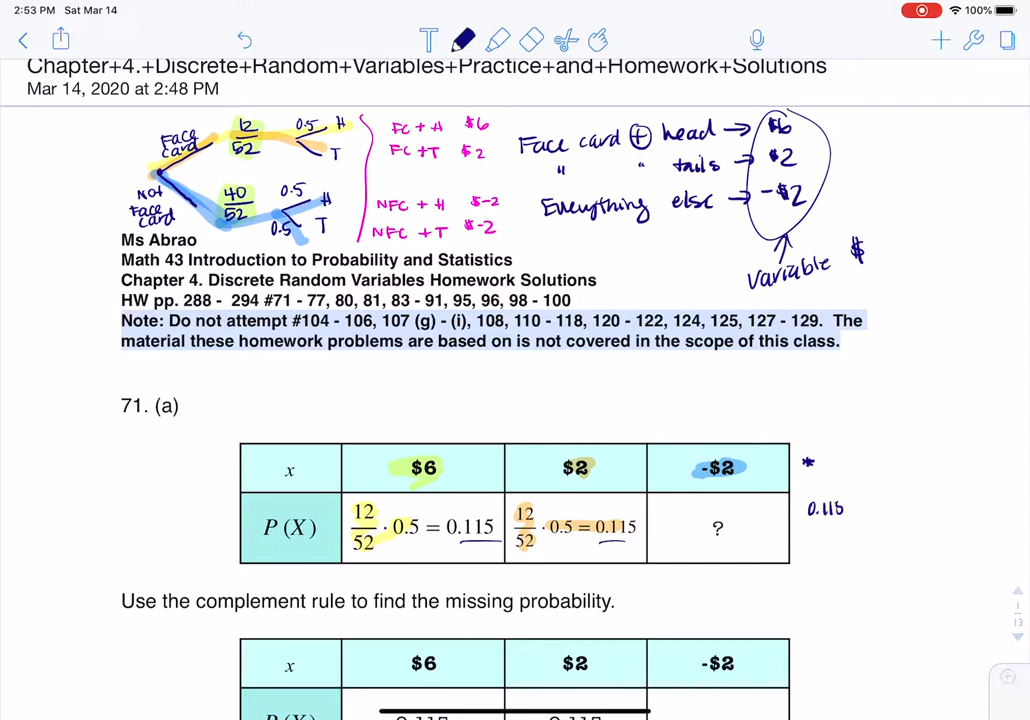 2:53 PM Sat Mar 14 100%
Chapter+4.+Discrete+Random+Variables+Practice+and+Homework+Solutions
Mar 14, 2020 at 2:48 PM
Face card 12/52 0.5 H
T
Not Face card 40/52 0.5 H
0.5 T
FC + H $6
FC + T $2
NFC + H $-2
NFC + T $-2
Face card + head → $6
" " tails → $2
Everything else → -$2
variable $
Ms Abrao
Math 43 Introduction to Probability and Statistics
Chapter 4. Discrete Random Variables Homework Solutions
HW pp. 288 - 294 #71 - 77, 80, 81, 83 - 91, 95, 96, 98 - 100
Note: Do not attempt #104 - 106, 107 (g) - (i), 108, 110 - 118, 120 - 122, 124, 125, 127 - 129. The
material these homework problems are based on is not covered in the scope of this class.
71. (a)
x $6 $2 -$2 *
P (X) 12/52 · 0.5 = 0.115 12/52 · 0.5 = 0.115 ? 0.115
Use the complement rule to find the missing probability.
x $6 $2 -$2
1
13